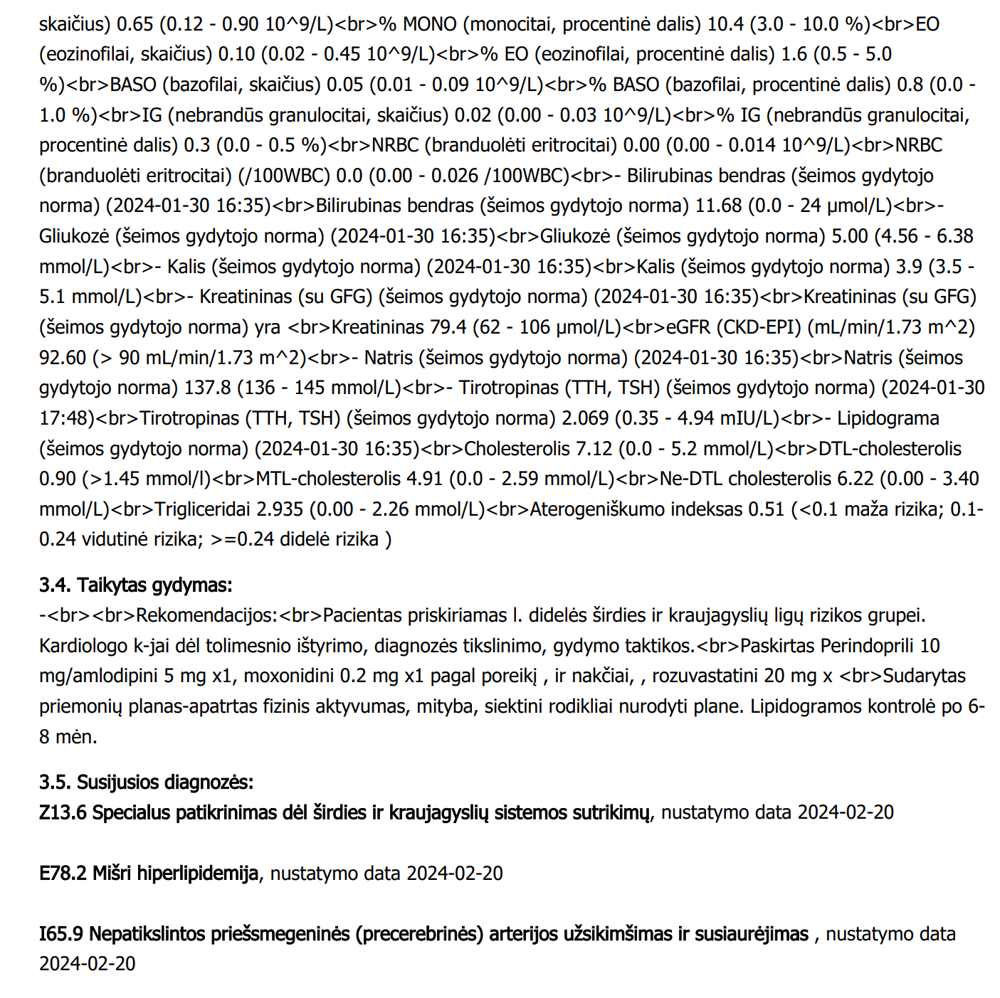 skaičius) 0.65 (0.12 - 0.90 10^9/L)<br>% MONO (monocitai, procentinė dalis) 10.4 (3.0 - 10.0 %)<br>EO
(eozinofilai, skaičius) 0.10 (0.02 - 0.45 10^9/L)<br>% EO (eozinofilai, procentinė dalis) 1.6 (0.5 - 5.0
%)<br>BASO (bazofilai, skaičius) 0.05 (0.01 - 0.09 10^9/L)<br>% BASO (bazofilai, procentinė dalis) 0.8 (0.0 -
1.0 %)<br>IG (nebrandūs granulocitai, skaičius) 0.02 (0.00 - 0.03 10^9/L)<br>% IG (nebrandūs granulocitai,
procentinė dalis) 0.3 (0.0 - 0.5 %)<br>NRBC (branduolėti eritrocitai) 0.00 (0.00 - 0.014 10^9/L)<br>NRBC
(branduolėti eritrocitai) (/100WBC) 0.0 (0.00 - 0.026 /100WBC)<br>- Bilirubinas bendras (šeimos gydytojo
norma) (2024-01-30 16:35)<br>Bilirubinas bendras (šeimos gydytojo norma) 11.68 (0.0 - 24 µmol/L)<br>-
Gliukozė (šeimos gydytojo norma) (2024-01-30 16:35)<br>Gliukozė (šeimos gydytojo norma) 5.00 (4.56 - 6.38
mmol/L)<br>- Kalis (šeimos gydytojo norma) (2024-01-30 16:35)<br>Kalis (šeimos gydytojo norma) 3.9 (3.5 -
5.1 mmol/L)<br>- Kreatininas (su GFG) (šeimos gydytojo norma) (2024-01-30 16:35)<br>Kreatininas (su GFG)
(šeimos gydytojo norma) yra <br>Kreatininas 79.4 (62 - 106 µmol/L)<br>eGFR (CKD-EPI) (mL/min/1.73 m^2)
92.60 (> 90 mL/min/1.73 m^2)<br>- Natris (šeimos gydytojo norma) (2024-01-30 16:35)<br>Natris (šeimos
gydytojo norma) 137.8 (136 - 145 mmol/L)<br>- Tirotropinas (TTH, TSH) (šeimos gydytojo norma) (2024-01-30
17:48)<br>Tirotropinas (TTH, TSH) (šeimos gydytojo norma) 2.069 (0.35 - 4.94 mIU/L)<br>- Lipidograma
(šeimos gydytojo norma) (2024-01-30 16:35)<br>Cholesterolis 7.12 (0.0 - 5.2 mmol/L)<br>DTL-cholesterolis
0.90 (>1.45 mmol/l)<br>MTL-cholesterolis 4.91 (0.0 - 2.59 mmol/L)<br>Ne-DTL cholesterolis 6.22 (0.00 - 3.40
mmol/L)<br>Trigliceridai 2.935 (0.00 - 2.26 mmol/L)<br>Aterogeniškumo indeksas 0.51 (<0.1 maža rizika; 0.1-
0.24 vidutinė rizika; >=0.24 didelė rizika )
3.4. Taikytas gydymas:
-<br><br>Rekomendacijos:<br>Pacientas priskiriamas l. didelės širdies ir kraujagyslių ligų rizikos grupei.
Kardiologo k-jai dėl tolimesnio ištyrimo, diagnozės tikslinimo, gydymo taktikos.<br>Paskirtas Perindoprili 10
mg/amlodipini 5 mg x1, moxonidini 0.2 mg x1 pagal poreikį , ir nakčiai, , rozuvastatini 20 mg x <br>Sudarytas
priemonių planas-apatrtas fizinis aktyvumas, mityba, siektini rodikliai nurodyti plane. Lipidogramos kontrolė po 6-
8 mėn.
3.5. Susijusios diagnozės:
Z13.6 Specialus patikrinimas dėl širdies ir kraujagyslių sistemos sutrikimų, nustatymo data 2024-02-20
E78.2 Mišri hiperlipidemija, nustatymo data 2024-02-20
I65.9 Nepatikslintos priešsmegeninės (precerebrinės) arterijos užsikimšimas ir susiaurėjimas , nustatymo data
2024-02-20